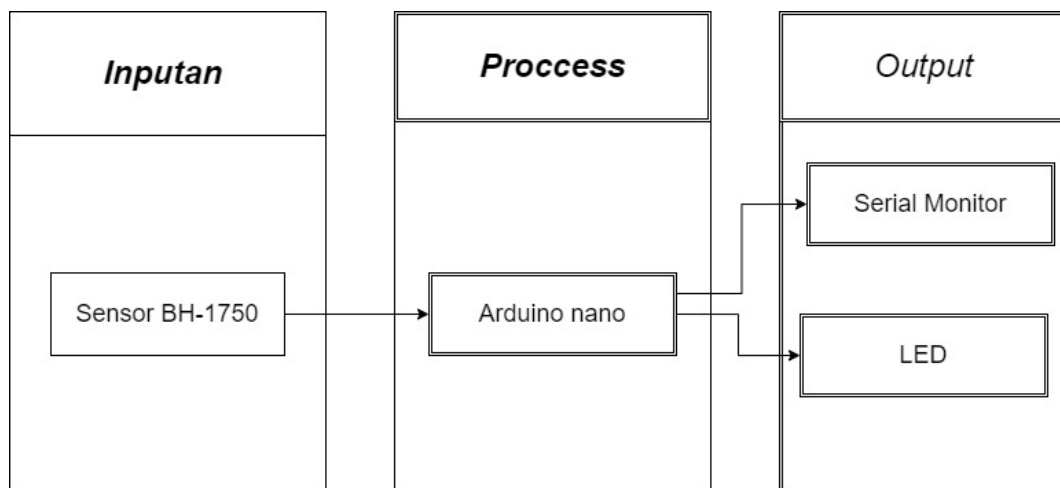 Inputan
Proccess
Output
Serial Monitor
Sensor BH-1750
Arduino nano
LED